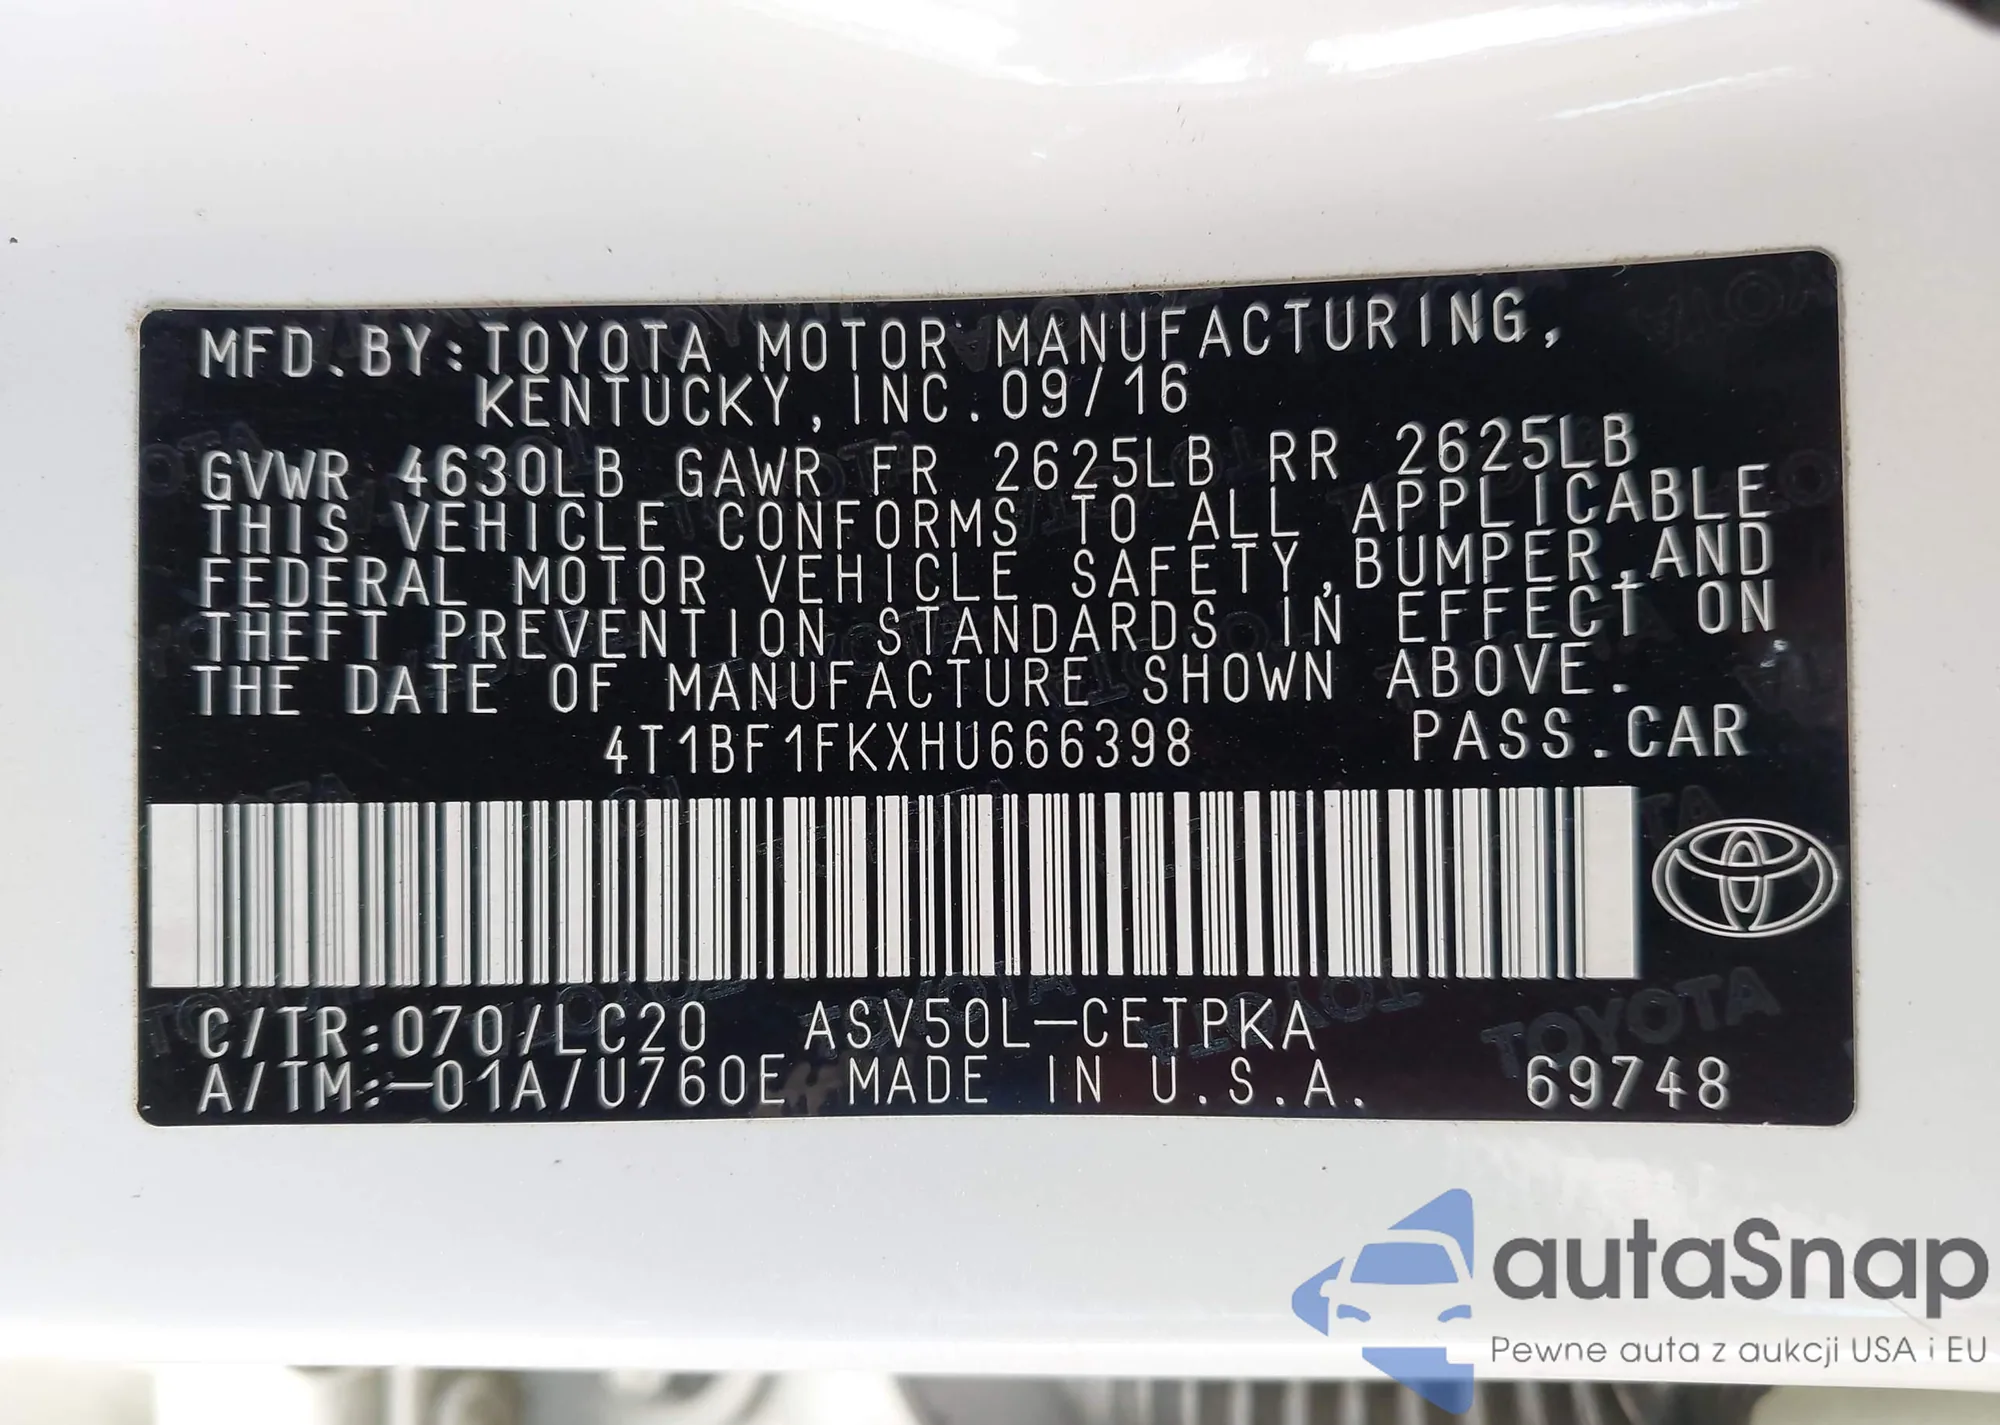 MFD.BY:TOYOTA MOTOR MANUFACTURING,
KENTUCKY,INC.09/16
GVWR 4630LB GAWR FR 2625LB RR 2625LB
THIS VEHICLE CONFORMS TO ALL APPLICABLE
FEDERAL MOTOR VEHICLE SAFETY,BUMPER,AND
THEFT PREVENTION STANDARDS IN EFFECT ON
THE DATE OF MANUFACTURE SHOWN ABOVE.
4T1BF1FKXHU666398 PASS.CAR
C/TR:070/LC20 ASV50L-CETPKA
A/TM:-01A/U760E MADE IN U.S.A. 69748
autaSnap
Pewne auta z aukcji USA i EU